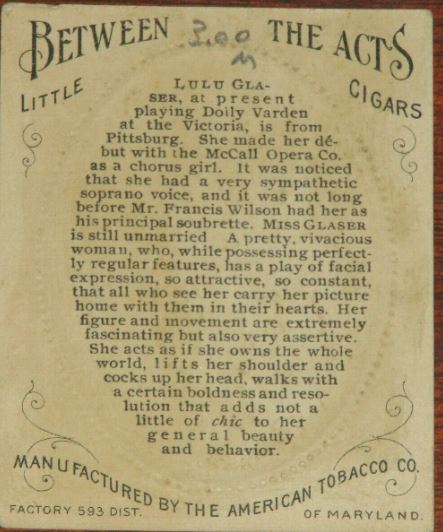 BETWEEN THE ACTS
3.00
M
LITTLE CIGARS
LULU GLA-
SER, at present
playing Dolly Varden
at the Victoria, is from
Pittsburg. She made her dé-
but with the McCall Opera Co.
as a chorus girl. It was noticed
that she had a very sympathetic
soprano voice, and it was not long
before Mr. Francis Wilson had her as
his principal soubrette. MISS GLASER
is still unmarried A pretty, vivacious
woman, who, while possessing perfect-
ly regular features, has a play of facial
expression, so attractive, so constant,
that all who see her carry her picture
home with them in their hearts. Her
figure and movement are extremely
fascinating but also very assertive.
She acts as if she owns the whole
world, lifts her shoulder and
cocks up her head, walks with
a certain boldness and reso-
lution that adds not a
little of chic to her
general beauty
and behavior.
MANUFACTURED BY THE AMERICAN TOBACCO CO.
FACTORY 593 DIST. OF MARYLAND.